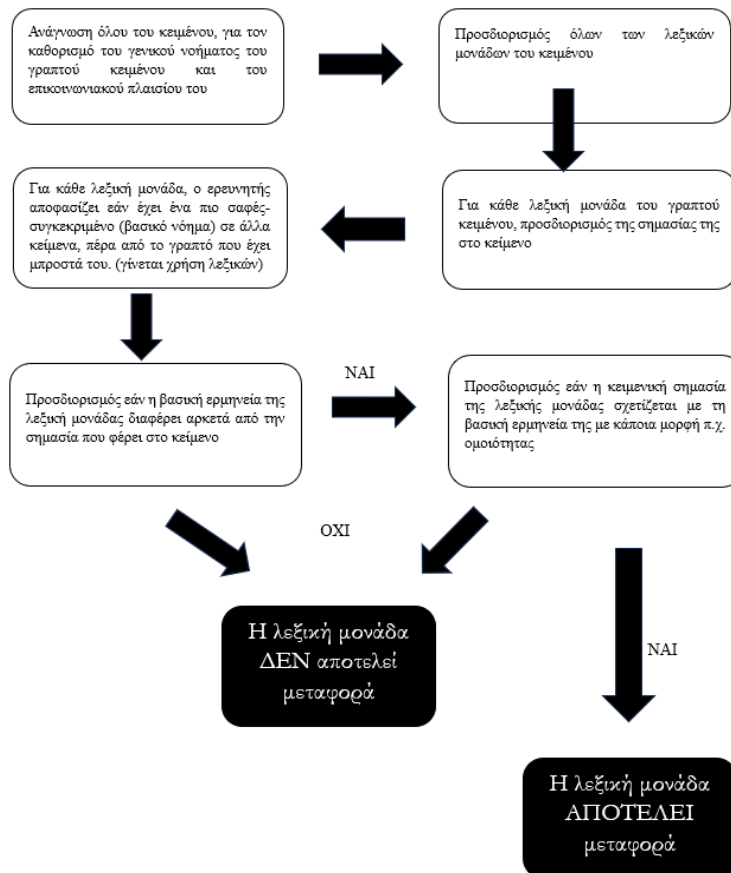 Ανάγνωση όλου του κειμένου, για τον
καθορισμό του γενικού νοήματος του
γραπτού κειμένου και του
επικοινωνιακού πλαισίου του
Προσδιορισμός όλων των λεξικών
μονάδων του κειμένου
Για κάθε λεξική μονάδα του γραπτού
κειμένου, προσδιορισμός της σημασίας της
στο κείμενο
Για κάθε λεξική μονάδα, ο ερευνητής
αποφασίζει εάν έχει ένα πιο σαφές-
συγκεκριμένο (βασικό νόημα) σε άλλα
κείμενα, πέρα από το γραπτό που έχει
μπροστά του. (γίνεται χρήση λεξικών)
Προσδιορισμός εάν η βασική ερμηνεία της
λεξική μονάδας διαφέρει αρκετά από την
σημασία που φέρει στο κείμενο
ΝΑΙ
Προσδιορισμός εάν η κειμενική σημασία
της λεξικής μονάδας σχετίζεται με τη
βασική ερμηνεία της με κάποια μορφή π.χ.
ομοιότητας
ΟΧΙ
Η λεξική μονάδα
ΔΕΝ αποτελεί
μεταφορά
ΝΑΙ
Η λεξική μονάδα
ΑΠΟΤΕΛΕΙ
μεταφορά